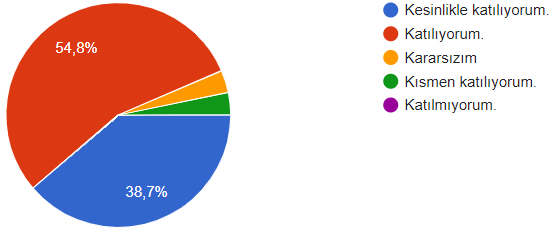 54,8%
38,7%
Kesinlikle katılıyorum.
Katılıyorum.
Kararsızım
Kısmen katılıyorum.
Katılmıyorum.